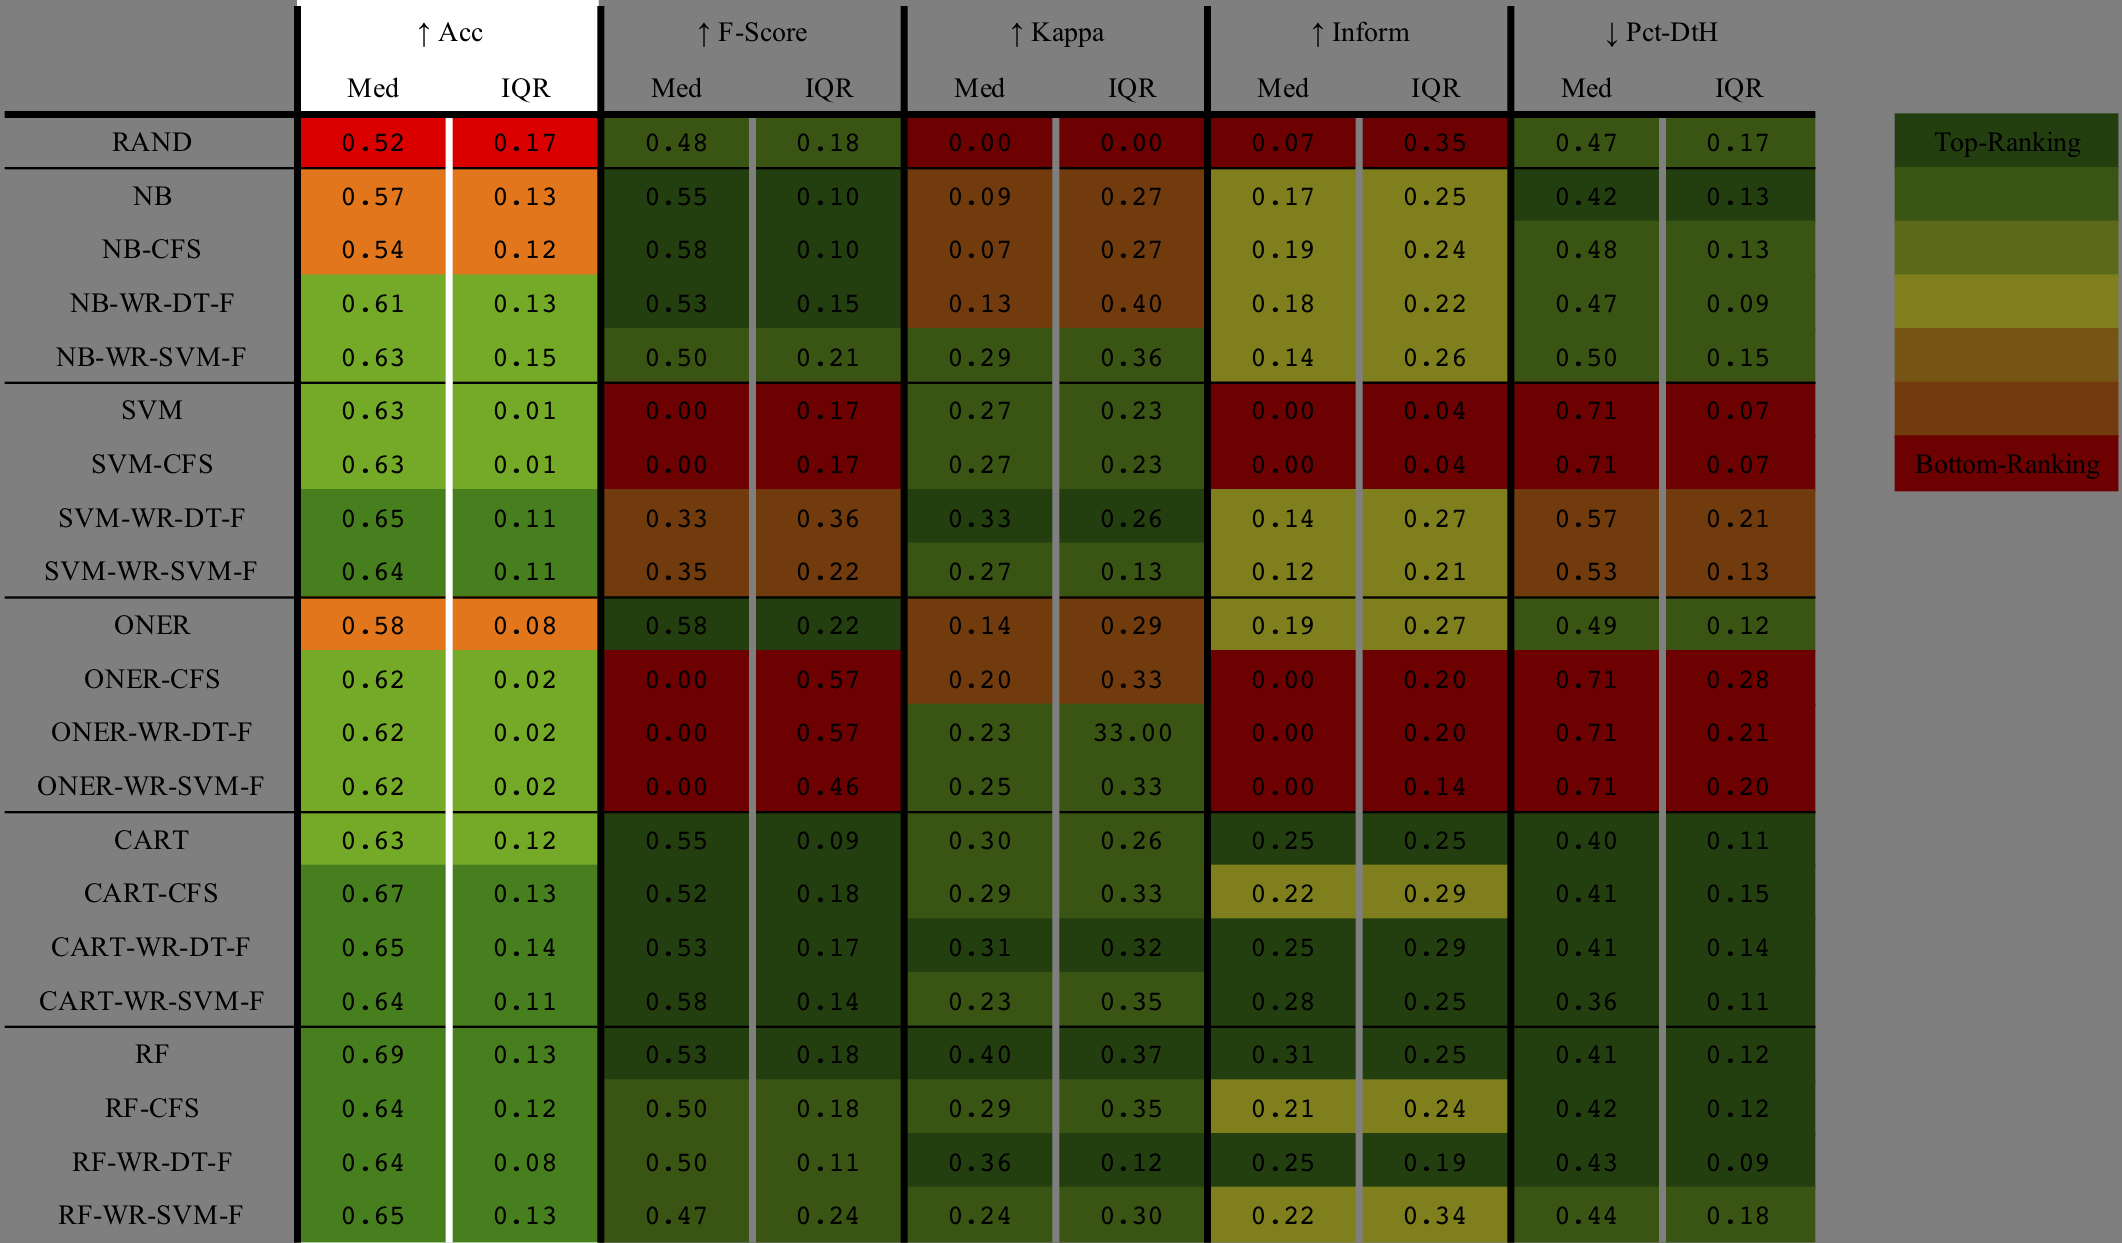 ↑ Acc ↑ F-Score ↑ Kappa ↑ Inform ↓ Pct-DtH
Med IQR Med IQR Med IQR Med IQR Med IQR
RAND 0.52 0.17 0.48 0.18 0.00 0.00 0.07 0.35 0.47 0.17 Top-Ranking
NB 0.57 0.13 0.55 0.10 0.09 0.27 0.17 0.25 0.42 0.13
NB-CFS 0.54 0.12 0.58 0.10 0.07 0.27 0.19 0.24 0.48 0.13
NB-WR-DT-F 0.61 0.13 0.53 0.15 0.13 0.40 0.18 0.22 0.47 0.09
NB-WR-SVM-F 0.63 0.15 0.50 0.21 0.29 0.36 0.14 0.26 0.50 0.15
SVM 0.63 0.01 0.00 0.17 0.27 0.23 0.00 0.04 0.71 0.07
SVM-CFS 0.63 0.01 0.00 0.17 0.27 0.23 0.00 0.04 0.71 0.07 Bottom-Ranking
SVM-WR-DT-F 0.65 0.11 0.33 0.36 0.33 0.26 0.14 0.27 0.57 0.21
SVM-WR-SVM-F 0.64 0.11 0.35 0.22 0.27 0.13 0.12 0.21 0.53 0.13
ONER 0.58 0.08 0.58 0.22 0.14 0.29 0.19 0.27 0.49 0.12
ONER-CFS 0.62 0.02 0.00 0.57 0.20 0.33 0.00 0.20 0.71 0.28
ONER-WR-DT-F 0.62 0.02 0.00 0.57 0.23 33.00 0.00 0.20 0.71 0.21
ONER-WR-SVM-F 0.62 0.02 0.00 0.46 0.25 0.33 0.00 0.14 0.71 0.20
CART 0.63 0.12 0.55 0.09 0.30 0.26 0.25 0.25 0.40 0.11
CART-CFS 0.67 0.13 0.52 0.18 0.29 0.33 0.22 0.29 0.41 0.15
CART-WR-DT-F 0.65 0.14 0.53 0.17 0.31 0.32 0.25 0.29 0.41 0.14
CART-WR-SVM-F 0.64 0.11 0.58 0.14 0.23 0.35 0.28 0.25 0.36 0.11
RF 0.69 0.13 0.53 0.18 0.40 0.37 0.31 0.25 0.41 0.12
RF-CFS 0.64 0.12 0.50 0.18 0.29 0.35 0.21 0.24 0.42 0.12
RF-WR-DT-F 0.64 0.08 0.50 0.11 0.36 0.12 0.25 0.19 0.43 0.09
RF-WR-SVM-F 0.65 0.13 0.47 0.24 0.24 0.30 0.22 0.34 0.44 0.18